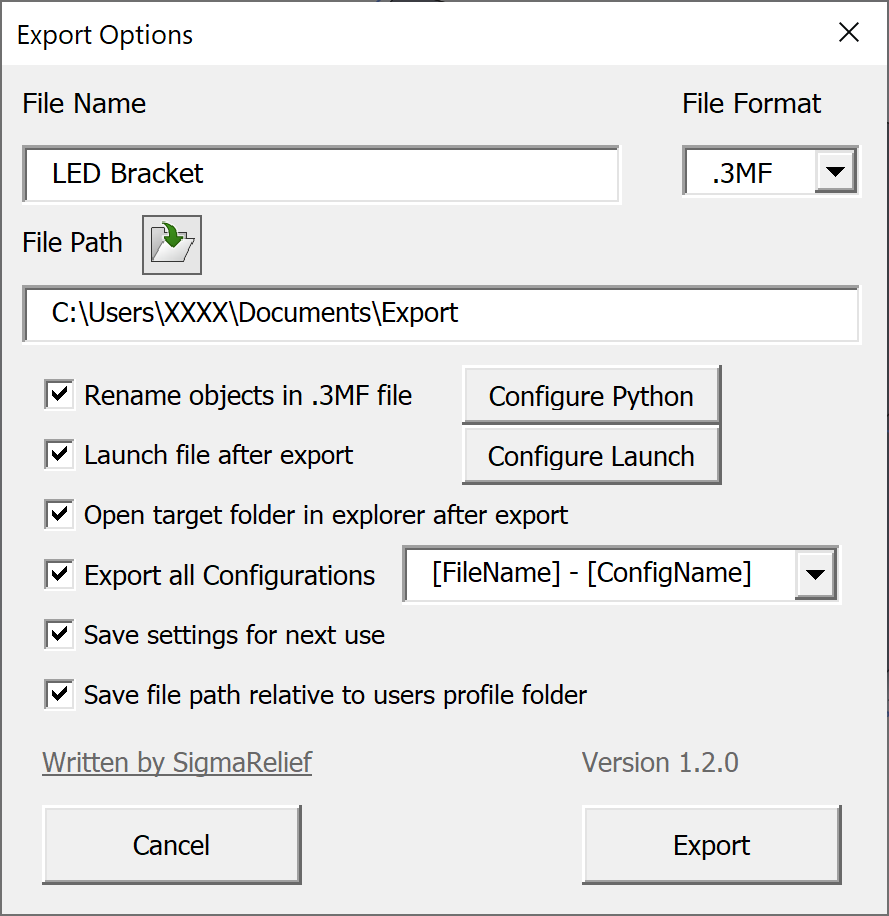 Export Options
File Name
File Format
LED Bracket
.3MF
File Path
C:\Users\XXXX\Documents\Export
Rename objects in .3MF file
Configure Python
Launch file after export
Configure Launch
Open target folder in explorer after export
Export all Configurations
[FileName] - [ConfigName]
Save settings for next use
Save file path relative to users profile folder
Written by SigmaRelief
Version 1.2.0
Cancel
Export